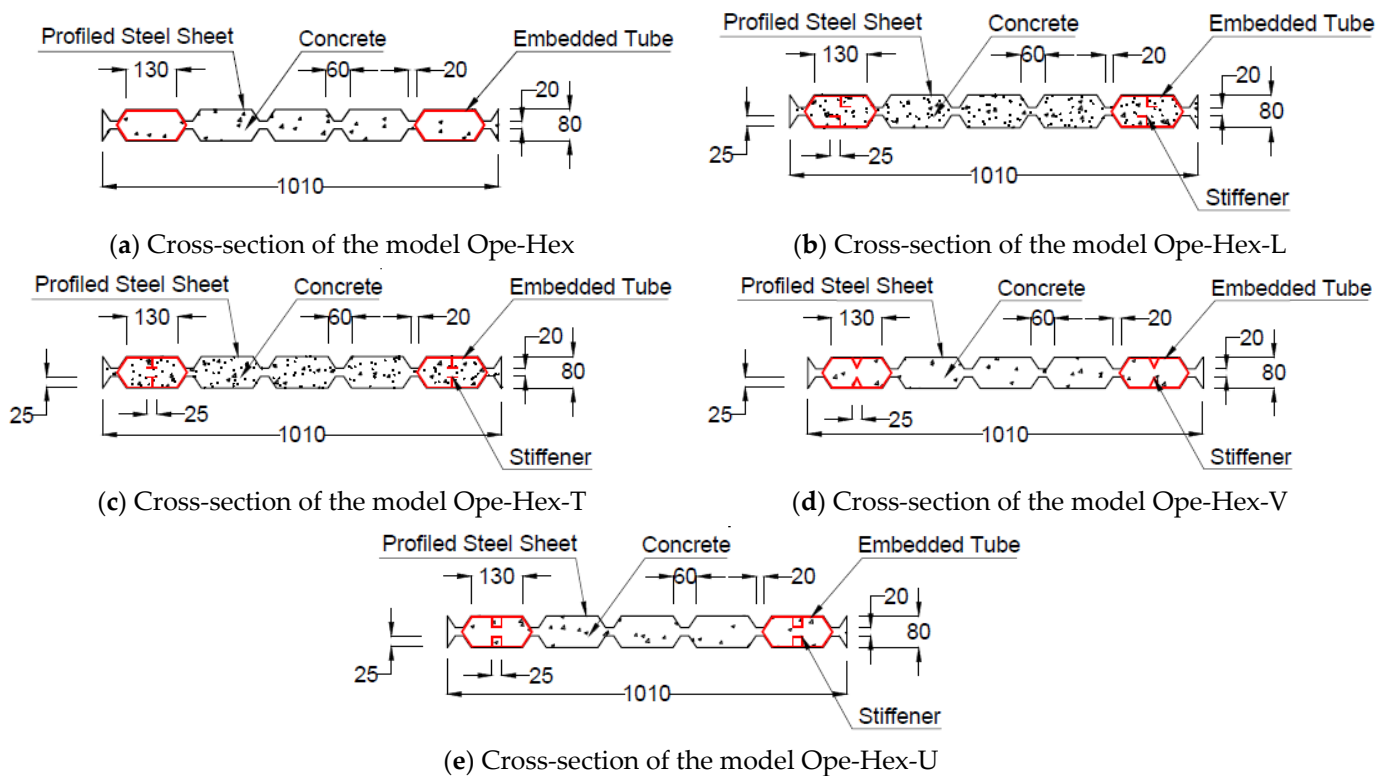 Profiled Steel Sheet Concrete Embedded Tube
130 60 20
20
80
1010
(a) Cross-section of the model Ope-Hex
Profiled Steel Sheet Concrete Embedded Tube
130 60 20
20
80
25
25
1010
Stiffener
(b) Cross-section of the model Ope-Hex-L
Profiled Steel Sheet Concrete Embedded Tube
130 60 20
20
80
25
25
1010
Stiffener
(c) Cross-section of the model Ope-Hex-T
Profiled Steel Sheet Concrete Embedded Tube
130 60 20
20
80
25
25
1010
Stiffener
(d) Cross-section of the model Ope-Hex-V
Profiled Steel Sheet Concrete Embedded Tube
130 60 20
20
80
25
25
1010
Stiffener
(e) Cross-section of the model Ope-Hex-U